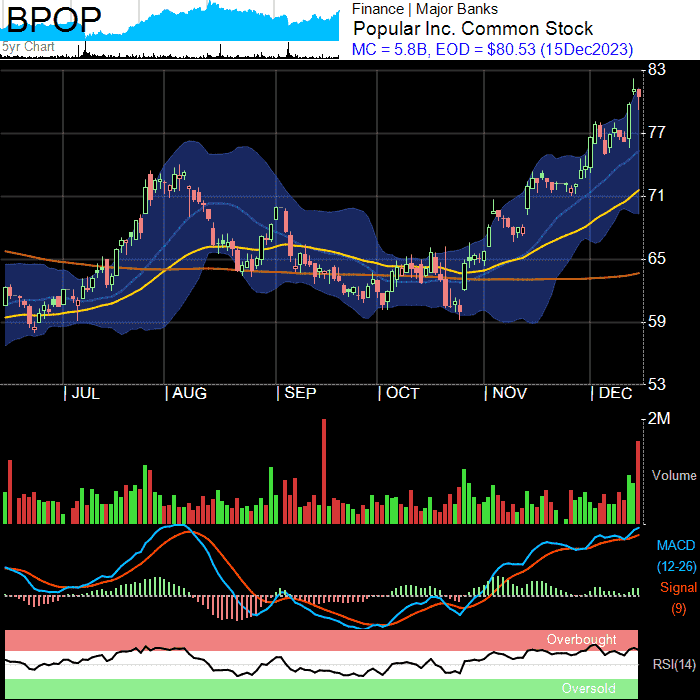 BPOP
5yr Chart
Finance | Major Banks
Popular Inc. Common Stock
MC = 5.8B, EOD = $80.53 (15Dec2023)
83
77
71
65
59
53
| JUL | AUG | SEP | OCT | NOV | DEC
2M
Volume
MACD
(12-26)
Signal
(9)
Overbought
RSI(14)
Oversold